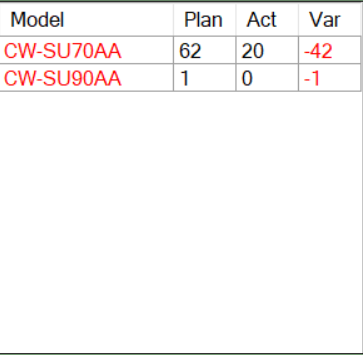 Model Plan Act Var
CW-SU70AA 62 20 -42
CW-SU90AA 1 0 -1